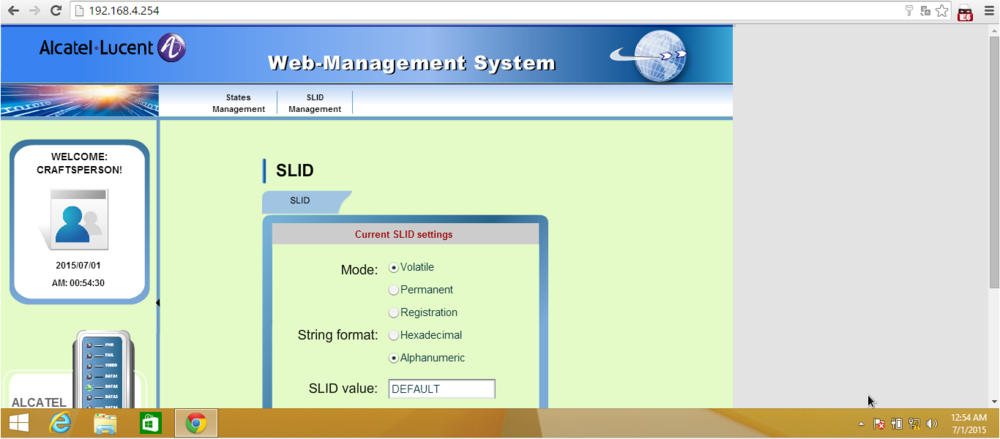 192.168.4.254
Alcatel·Lucent
Web-Management System
States
Management
SLID
Management
WELCOME:
CRAFTSPERSON!
2015/07/01
AM: 00:54:30
SLID
SLID
Current SLID settings
Mode:
Volatile
Permanent
Registration
String format:
Hexadecimal
Alphanumeric
SLID value:
DEFAULT
ALCATEL
12:54 AM
7/1/2015